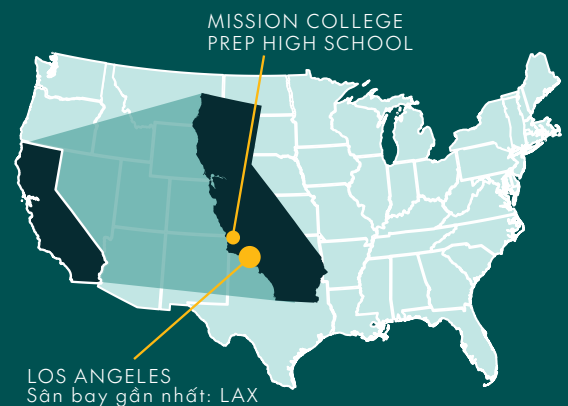 MISSION COLLEGE
PREP HIGH SCHOOL
LOS ANGELES
Sân bay gần nhất: LAX